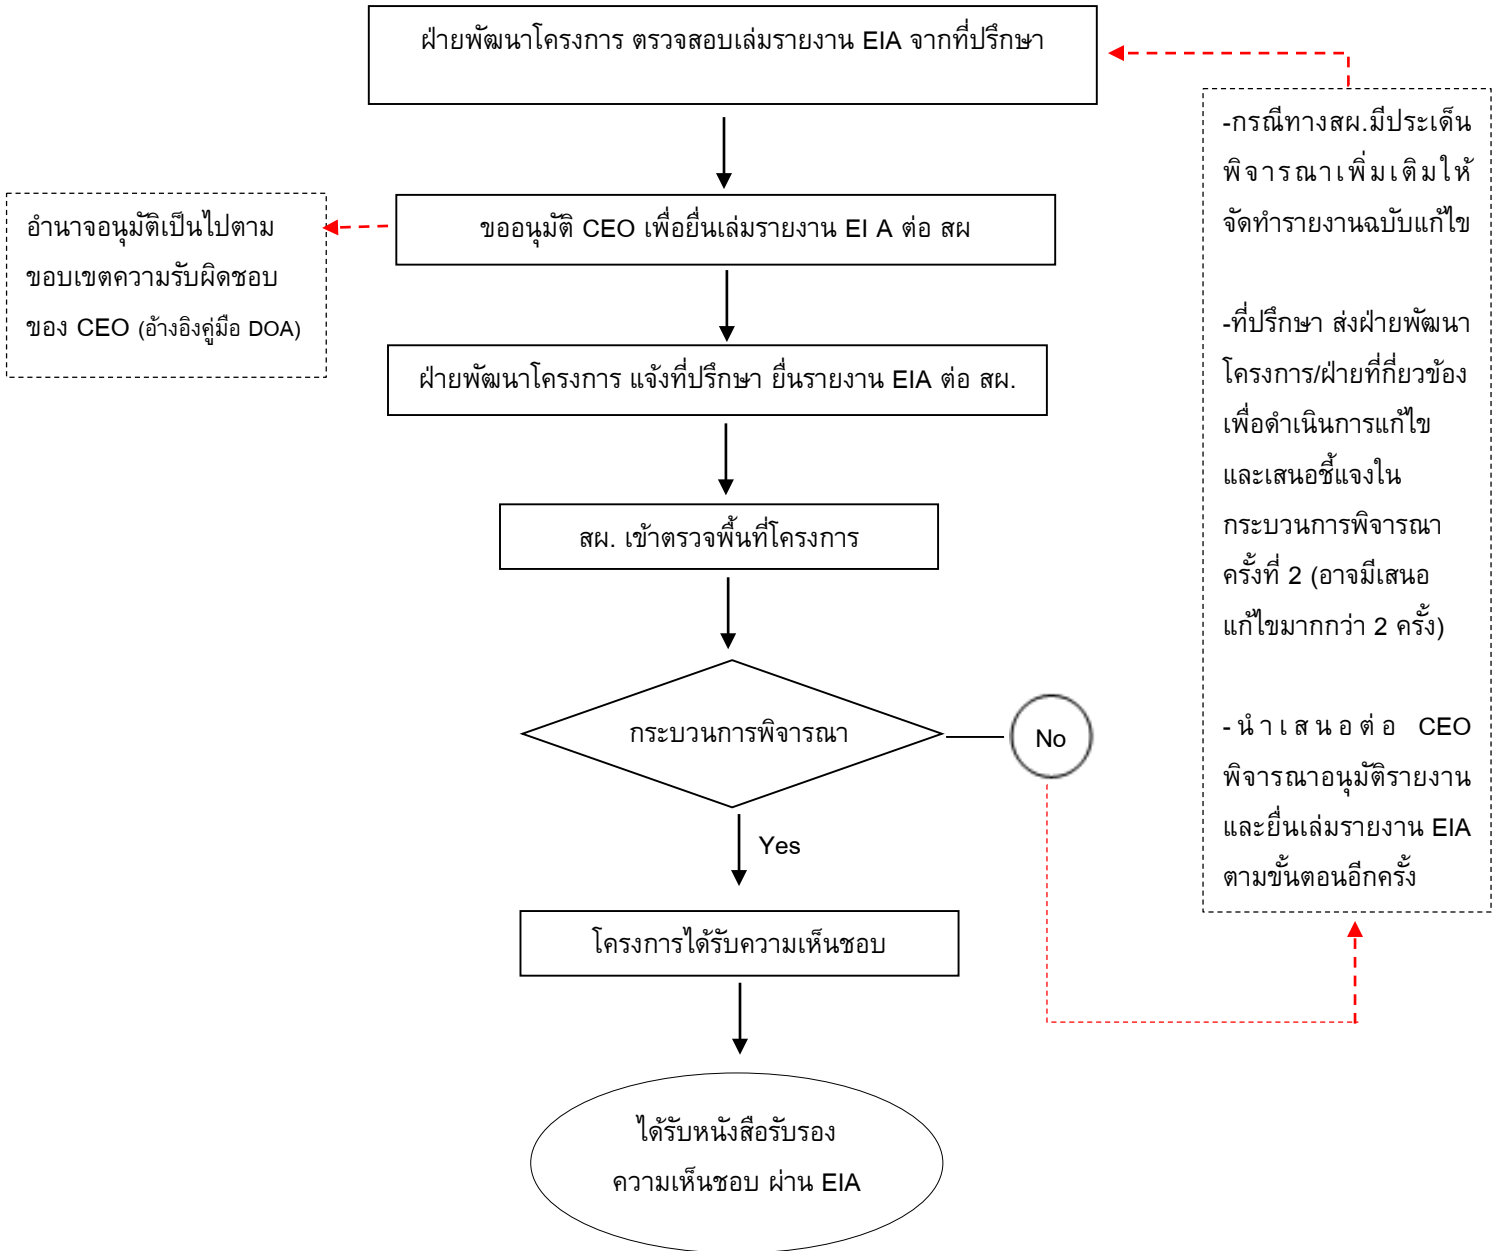 ฝ่ายพัฒนาโครงการ ตรวจสอบเล่มรายงาน EIA จากที่ปรึกษา
ขออนุมัติ CEO เพื่อยื่นเล่มรายงาน EI A ต่อ สผ
อำนาจอนุมัติเป็นไปตาม
ขอบเขตความรับผิดชอบ
ของ CEO (อ้างอิงคู่มือ DOA)
ฝ่ายพัฒนาโครงการ แจ้งที่ปรึกษา ยื่นรายงาน EIA ต่อ สผ.
สผ. เข้าตรวจพื้นที่โครงการ
กระบวนการพิจารณา
No
Yes
โครงการได้รับความเห็นชอบ
ได้รับหนังสือรับรอง
ความเห็นชอบ ผ่าน EIA
-กรณีทางสผ.มีประเด็น
พิจารณาเพิ่มเติมให้
จัดทำรายงานฉบับแก้ไข
-ที่ปรึกษา ส่งฝ่ายพัฒนา
โครงการ/ฝ่ายที่กี่ยวข้อง
เพื่อดำเนินการแก้ไข
และเสนอชี้แจงใน
กระบวนการพิจารณา
ครั้งที่ 2 (อาจมีเสนอ
แก้ไขมากกว่า 2 ครั้ง)
-นำเสนอต่อ CEO
พิจารณาอนุมัติรายงาน
และยื่นเล่มรายงาน EIA
ตามขั้นตอนอีกครั้ง